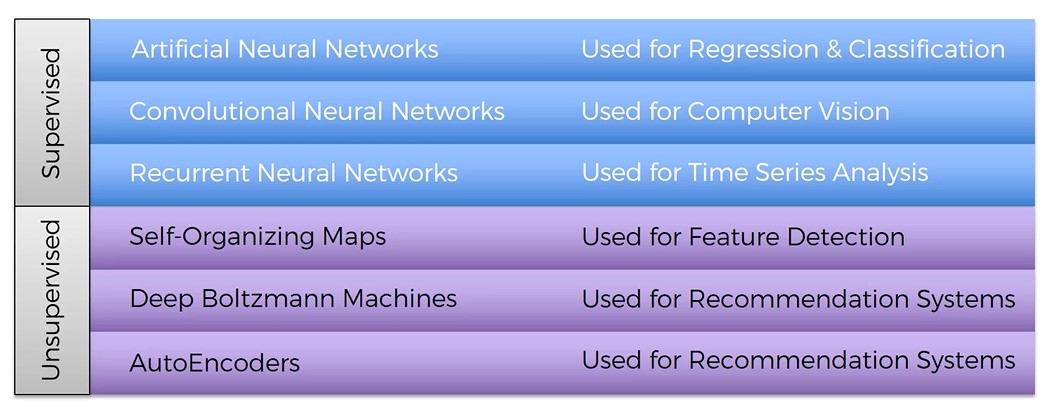 Supervised
Artificial Neural Networks Used for Regression & Classification
Convolutional Neural Networks Used for Computer Vision
Recurrent Neural Networks Used for Time Series Analysis
Unsupervised
Self-Organizing Maps Used for Feature Detection
Deep Boltzmann Machines Used for Recommendation Systems
AutoEncoders Used for Recommendation Systems